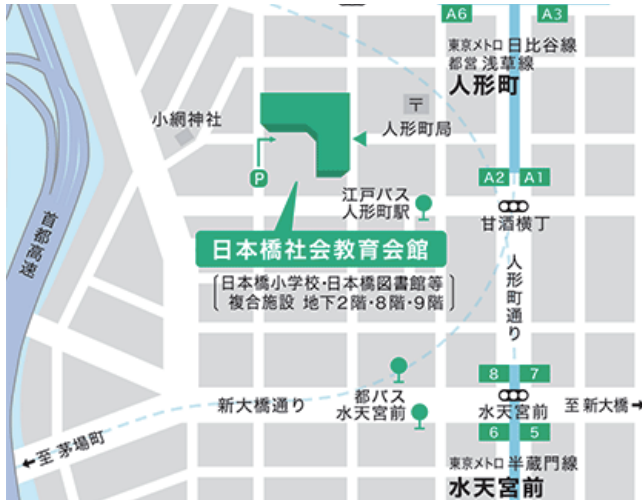 A6
A3
東京メトロ 日比谷線
都営 浅草線
人形町
小網神社
〒
人形町局
P
A2
A1
江戸バス
人形町駅
甘酒横丁
首都高速
日本橋社会教育会館
日本橋小学校・日本橋図書館等
複合施設 地下2階・8階・9階
人形町通り
8
7
都バス
水天宮前
新大橋通り
水天宮前
至 新大橋→
6
5
←至 茅場町
東京メトロ 半蔵門線
水天宮前